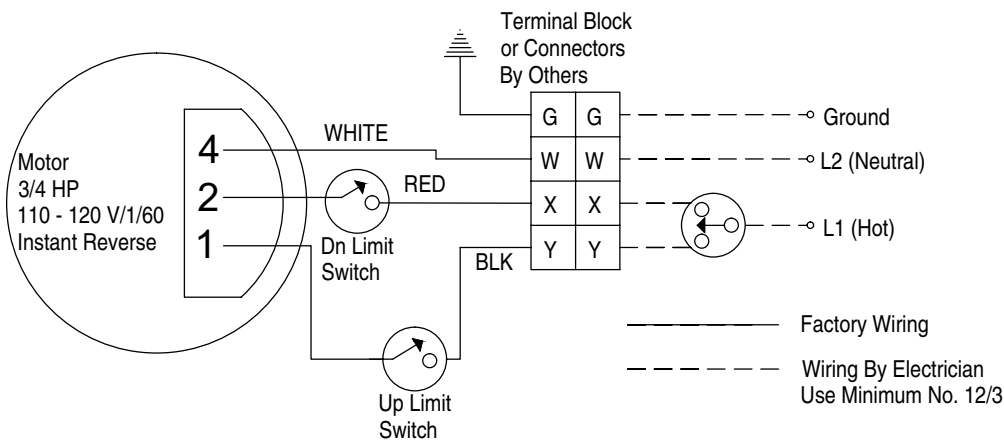 Terminal Block
or Connectors
By Others
G G
Ground
WHITE
4
W W
L2 (Neutral)
Motor
3/4 HP
110 - 120 V/1/60
Instant Reverse
2
RED
X X
1
Dn Limit
Switch
BLK
Y Y
L1 (Hot)
Factory Wiring
Wiring By Electrician
Use Minimum No. 12/3
Up Limit
Switch